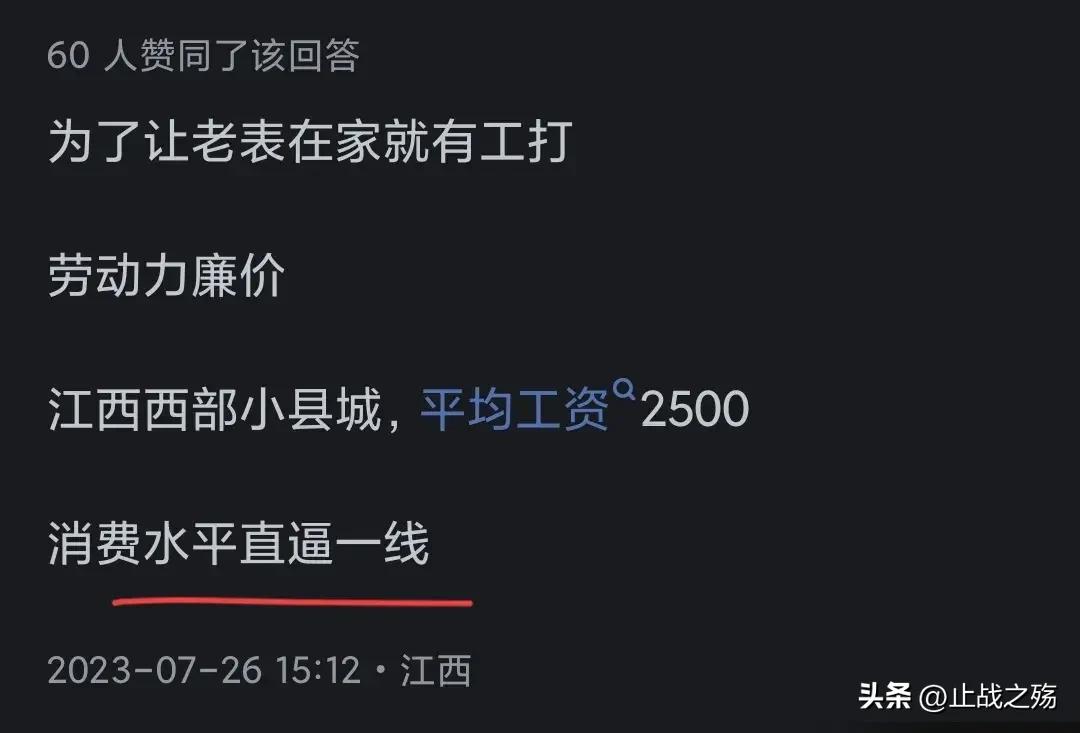 60 人赞同了该回答
为了让老表在家就有工打
劳动力廉价
江西西部小县城,平均工资2500
消费水平直逼一线
2023-07-26 15:12・江西
头条 @止战之殇